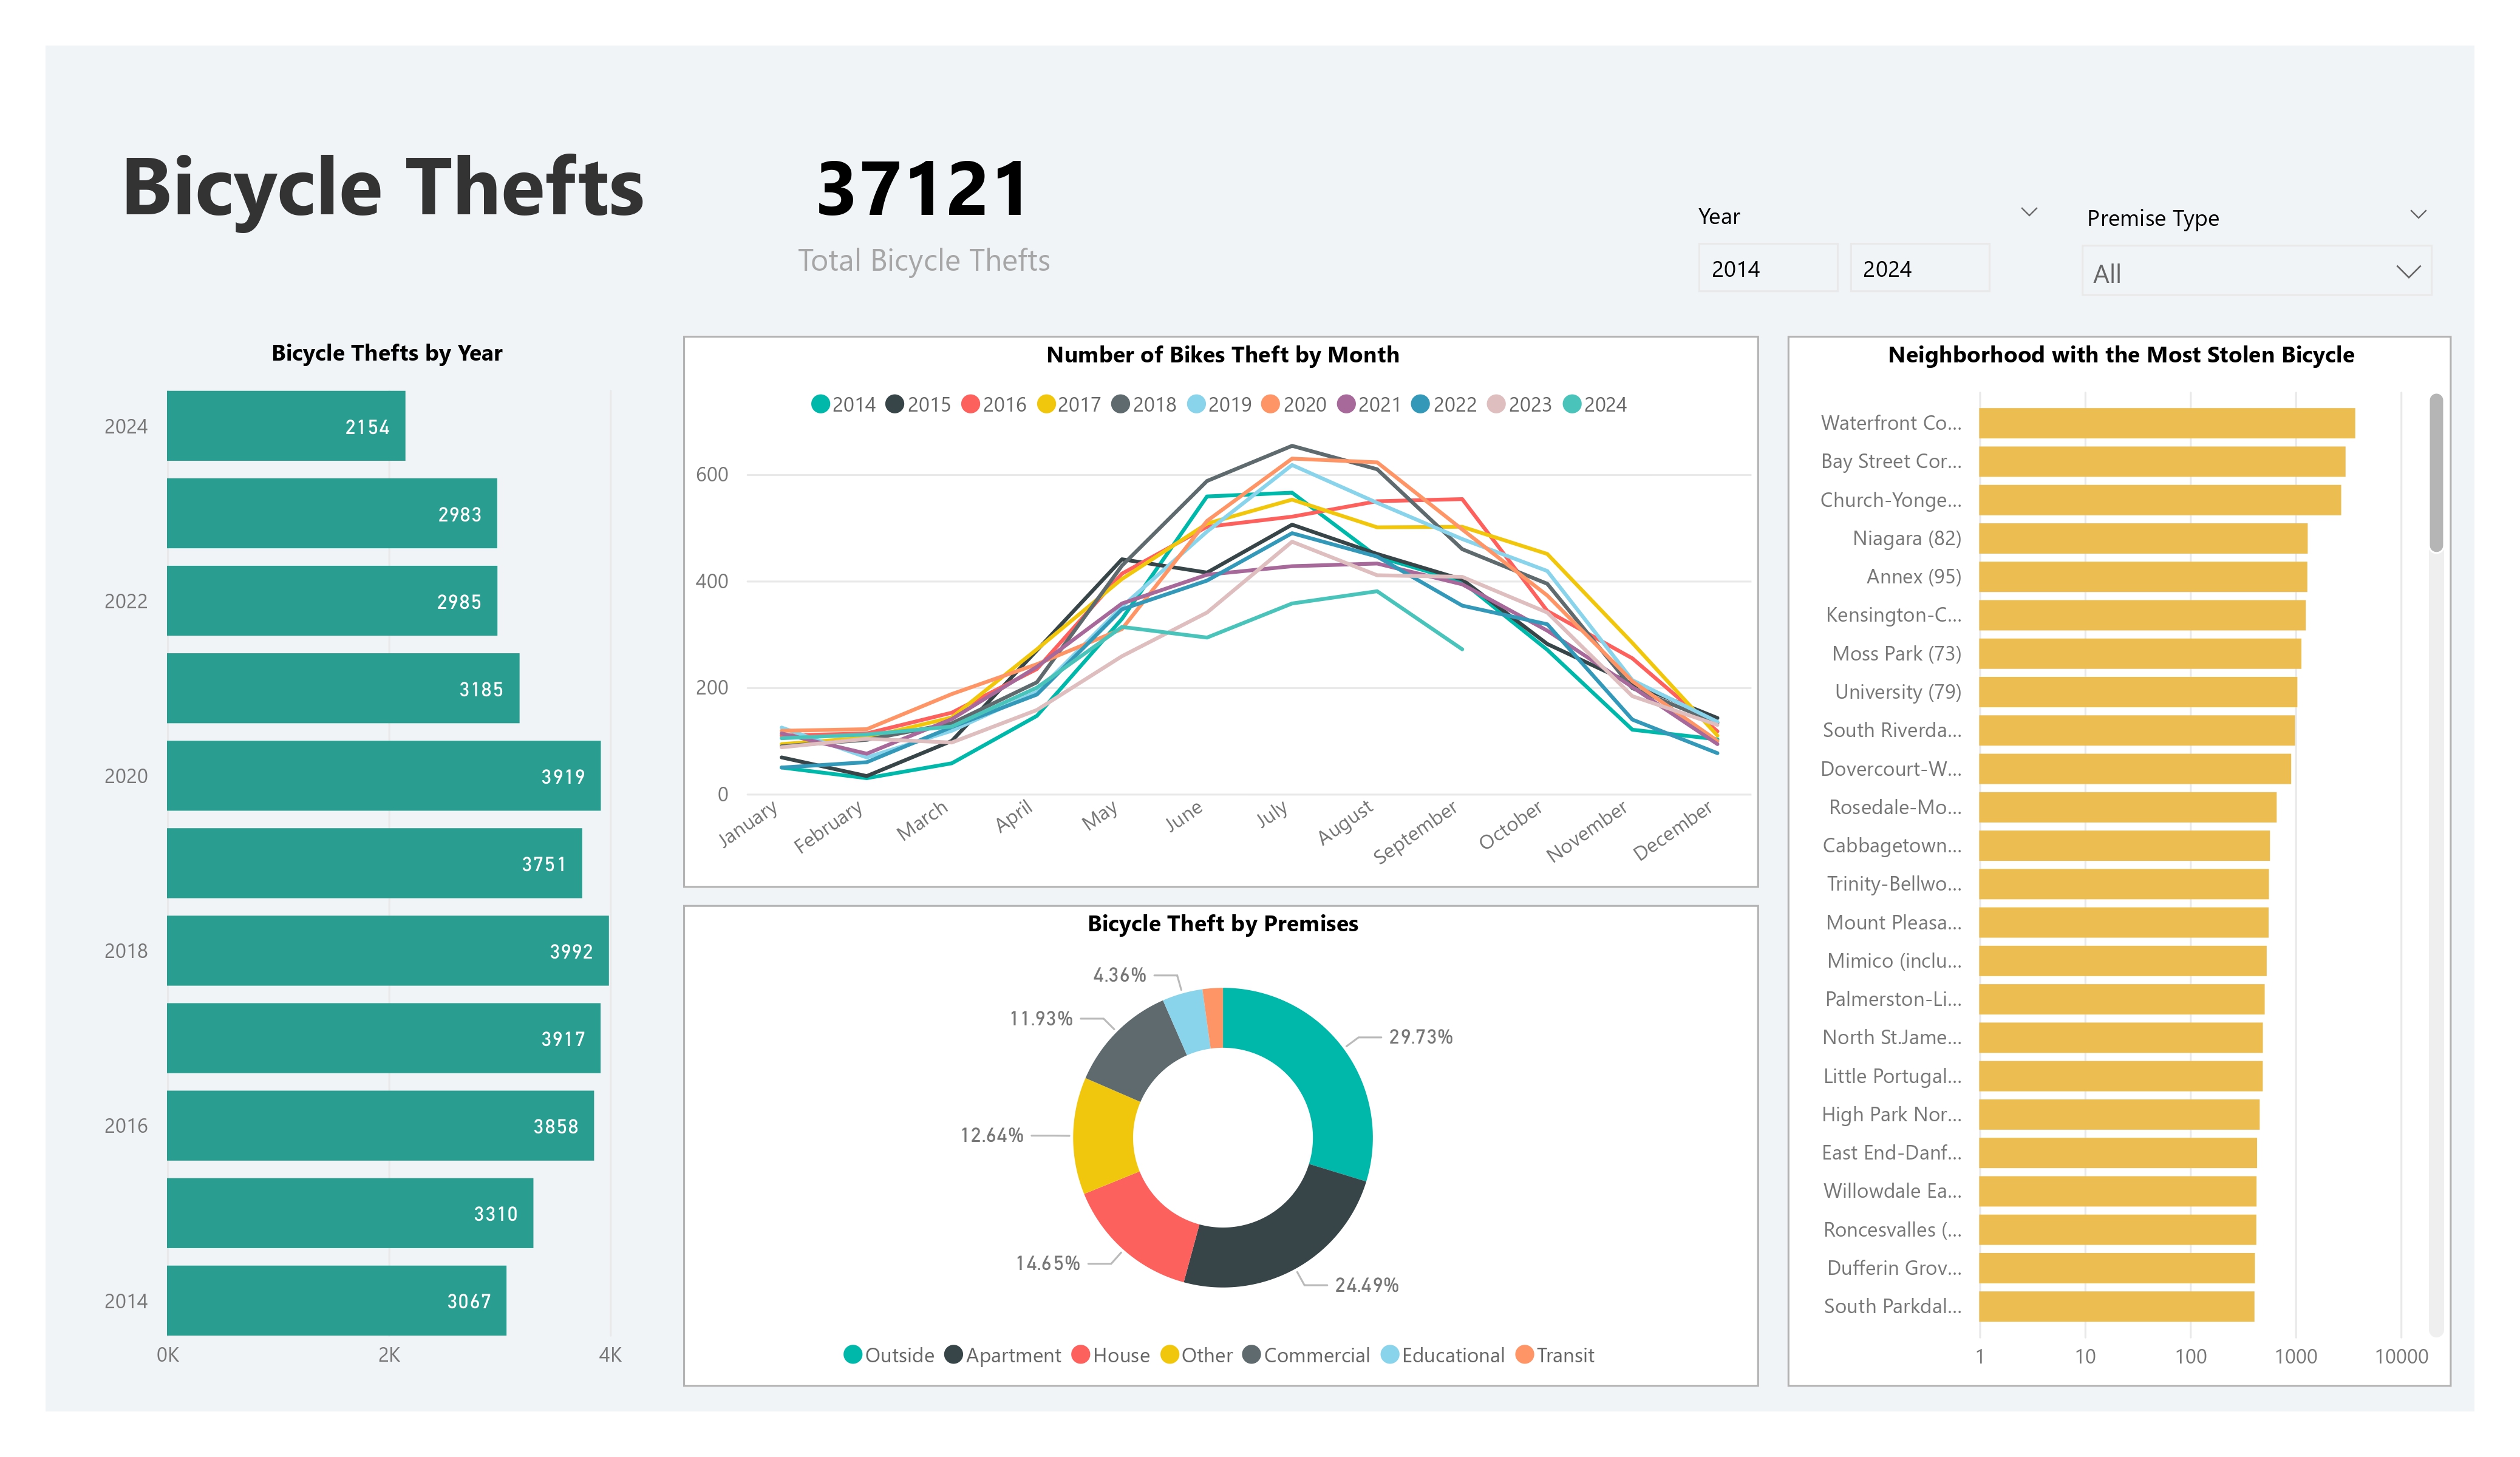 Bicycle Thefts
37121
Total Bicycle Thefts
Year
2014 2024
Premise Type
All
Bicycle Thefts by Year
2024 2154
2983
2022 2985
3185
2020 3919
3751
2018 3992
3917
2016 3858
3310
2014 3067
0K 2K 4K
Number of Bikes Theft by Month
2014 2015 2016 2017 2018 2019 2020 2021 2022 2023 2024
600
400
200
0
January February March April May June July August September October November December
Bicycle Theft by Premises
4.36%
11.93%
29.73%
12.64%
14.65%
24.49%
Outside Apartment House Other Commercial Educational Transit
Neighborhood with the Most Stolen Bicycle
Waterfront Co...
Bay Street Cor...
Church-Yonge...
Niagara (82)
Annex (95)
Kensington-C...
Moss Park (73)
University (79)
South Riverda...
Dovercourt-W...
Rosedale-Mo...
Cabbagetown...
Trinity-Bellwo...
Mount Pleasa...
Mimico (inclu...
Palmerston-Li...
North St.Jame...
Little Portugal...
High Park Nor...
East End-Danf...
Willowdale Ea...
Roncesvalles (...
Dufferin Grov...
South Parkdal...
1 10 100 1000 10000